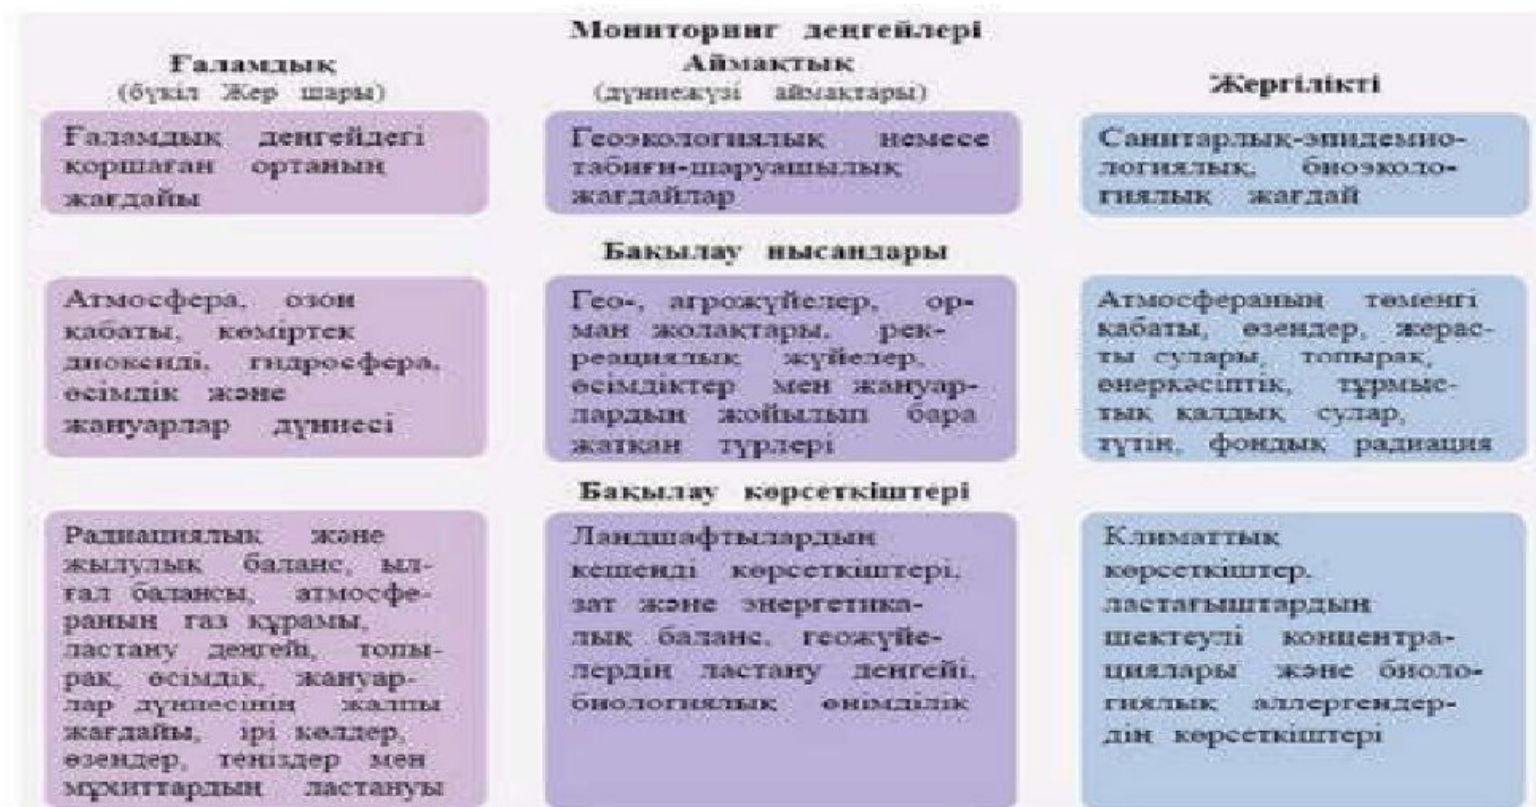 Мониторинг деңгейлері
Ғаламдық
(бүкіл Жер шары)
Аймақтық
(дүниежүзі аймақтары)
Жергілікті
Ғаламдық деңгейдегі
қоршаған ортаның
жағдайы
Геоэкологиялық немесе
табиғи-шаруашылық
жағдайлар
Санитарлық-эпидемио-
логиялық, биоэколо-
гиялық жағдай
Бақылау нысандары
Атмосфера, озон
қабаты, көміртек
диоксиді, гидросфера,
өсімдік және
жануарлар дүниесі
Гео-, агрожүйелер, ор-
ман жолақтары, рек-
реациялық жүйелер,
өсімдіктер мен жануар-
лардың жойылып бара
жатқан түрлері
Атмосфераның төменгі
қабаты, өзендер, жерас-
ты сулары, топырақ,
өнеркәсіптік, тұрмыс-
тық қалдық сулар,
түтін, фондық радиация
Бақылау көрсеткіштері
Радиациялық және
жылулық баланс, ыл-
ғал балансы, атмосфе-
раның газ құрамы,
ластану деңгейі, топы-
рақ, өсімдік, жануар-
лар дүниесінің жалпы
жағдайы, ірі көлдер,
өзендер, теңіздер мен
мұхиттардың ластануы
Ландшафтылардың
кешенді көрсеткіштері,
зат және энергетика-
лық баланс, геожүйе-
лердің ластану деңгейі,
биологиялық өнімділік
Климаттық
көрсеткіштер,
ластағыштардың
шектеулі концентра-
циялары және биоло-
гиялық аллергендер-
дің көрсеткіштері